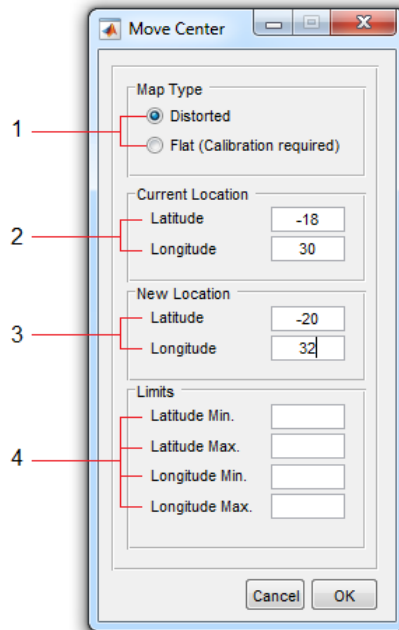 Move Center
Map Type
1
Distorted
Flat (Calibration required)
Current Location
2
Latitude -18
Longitude 30
New Location
3
Latitude -20
Longitude 32
Limits
4
Latitude Min.
Latitude Max.
Longitude Min.
Longitude Max.
Cancel OK